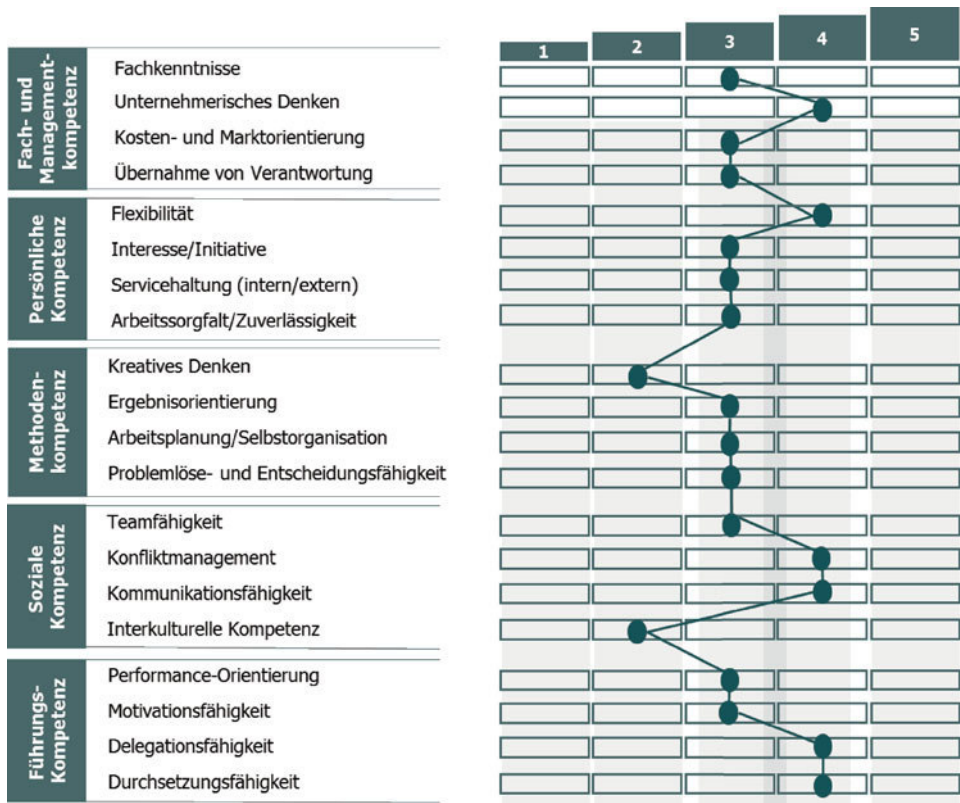 1
2
3
4
5
Fach- und
Management-
kompetenz
Fachkenntnisse
Unternehmerisches Denken
Kosten- und Marktorientierung
Übernahme von Verantwortung
Persönliche
Kompetenz
Flexibilität
Interesse/Initiative
Servicehaltung (intern/extern)
Arbeitssorgfalt/Zuverlässigkeit
Methoden-
kompetenz
Kreatives Denken
Ergebnisorientierung
Arbeitsplanung/Selbstorganisation
Problemlöse- und Entscheidungsfähigkeit
Soziale
Kompetenz
Teamfähigkeit
Konfliktmanagement
Kommunikationsfähigkeit
Interkulturelle Kompetenz
Führungs-
Kompetenz
Performance-Orientierung
Motivationsfähigkeit
Delegationsfähigkeit
Durchsetzungsfähigkeit